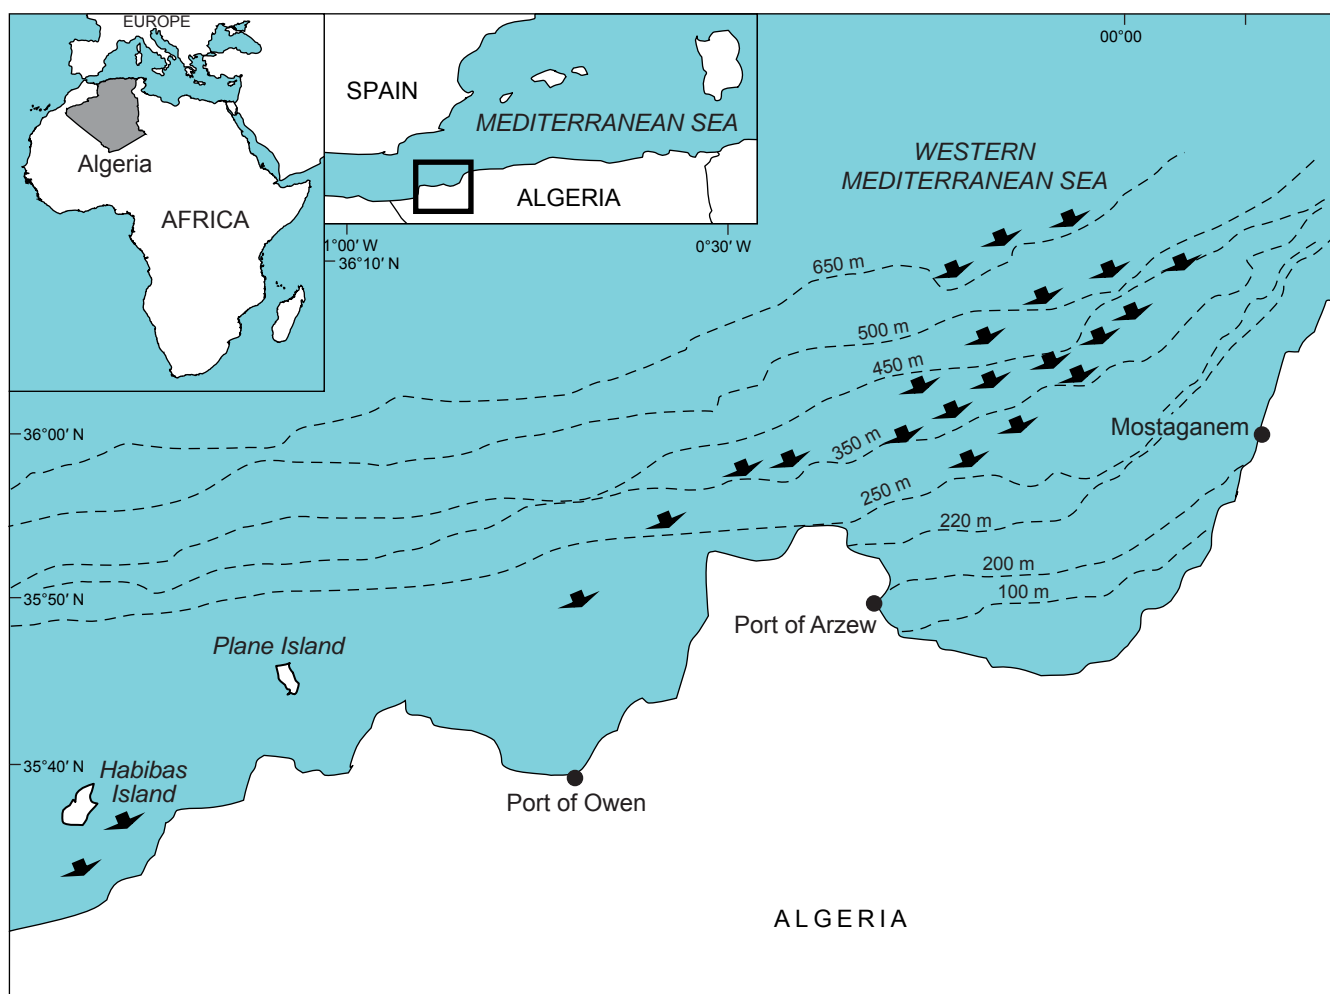 EUROPE
Algeria
AFRICA
SPAIN
MEDITERRANEAN SEA
ALGERIA
1°00′ W
0°30′ W
00°00
36°10′ N
WESTERN
MEDITERRANEAN SEA
650 m
500 m
450 m
350 m
250 m
220 m
200 m
100 m
36°00′ N
35°50′ N
35°40′ N
Mostaganem
Port of Arzew
Plane Island
Habibas
Island
Port of Owen
ALGERIA